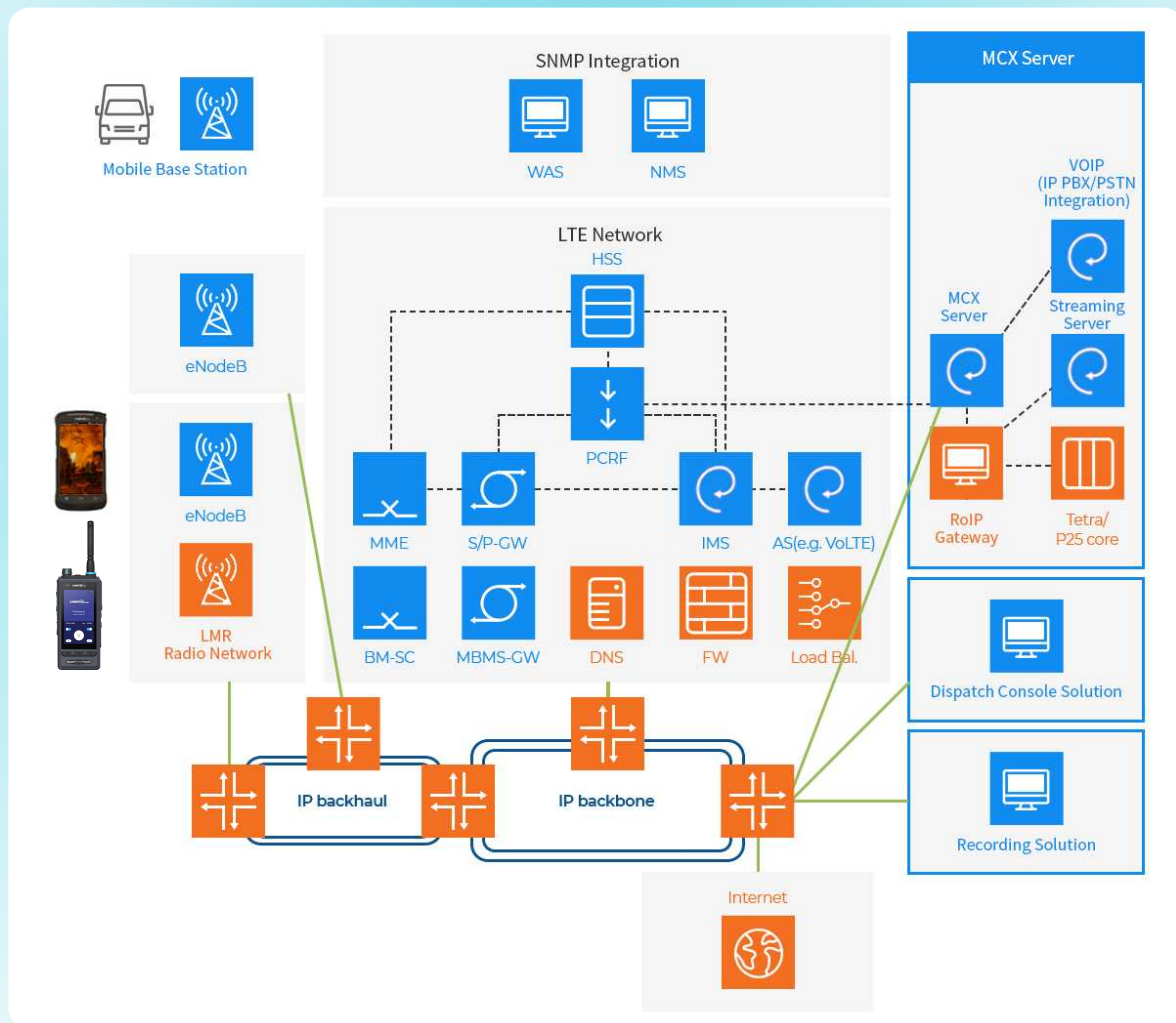 SNMP Integration
WAS
NMS
Mobile Base Station
MCX Server
VOIP
(IP PBX/PSTN
Integration)
MCX
Server
Streaming
Server
RoIP
Gateway
Tetra/
P25 core
LTE Network
HSS
PCRF
MME
S/P-GW
IMS
AS(e.g. VoLTE)
BM-SC
MBMS-GW
DNS
FW
Load Bal.
eNodeB
eNodeB
LMR
Radio Network
Dispatch Console Solution
IP backhaul
IP backbone
Recording Solution
Internet